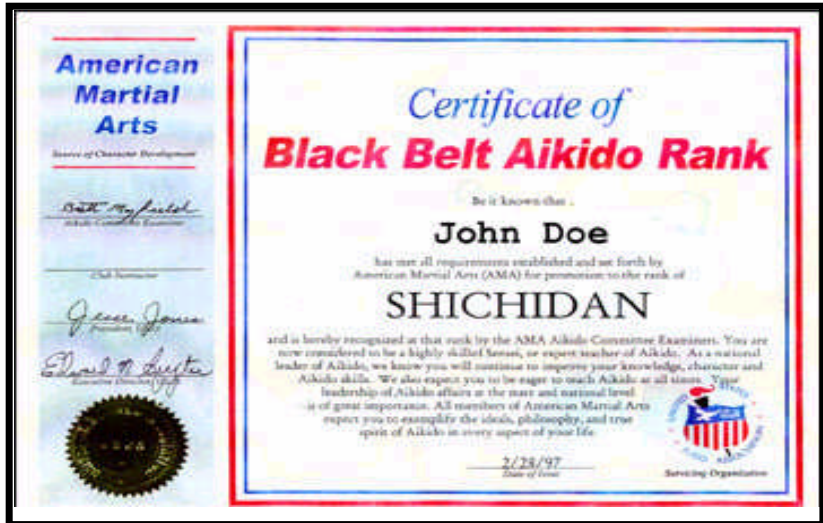 American
Martial
Arts
Source of Character Development
Aikido Committee Examiner
Club Instructor
Jesse Jones
President,
Executive Director,
Certificate of
Black Belt Aikido Rank
Be it known that
John Doe
has met all requirements established and set forth by
American Martial Arts (AMA) for promotion to the rank of
SHICHIDAN
and is hereby recognized at that rank by the AMA Aikido Committee Examiners. You are
now considered to be a highly skilled Sensei, or expert teacher of Aikido. As a national
leader of Aikido, we know you will continue to improve your knowledge, character and
Aikido skills. We also expect you to be eager to teach Aikido at all times. Your
leadership of Aikido affairs at the state and national level
is of great importance. All members of American Martial Arts
expect you to exemplify the ideals, philosophy, and true
spirit of Aikido in every aspect of your life.
2/28/97
Date of Issue
UNITED STATES
Servicing Organization